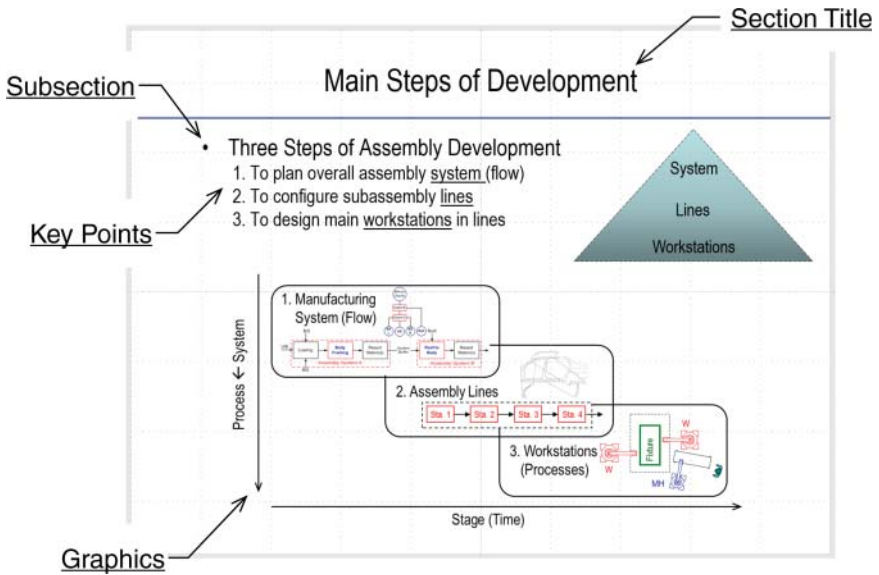 Section Title
Main Steps of Development
Subsection
• Three Steps of Assembly Development
1. To plan overall assembly system (flow)
2. To configure subassembly lines
3. To design main workstations in lines
Key Points
System
Lines
Workstations
1. Manufacturing
System (Flow)
Process ← System
2. Assembly Lines
Sta. 1
Sta. 2
Sta. 3
Sta. 4
3. Workstations
(Processes)
W
Fixture
W
MH
Stage (Time)
Graphics